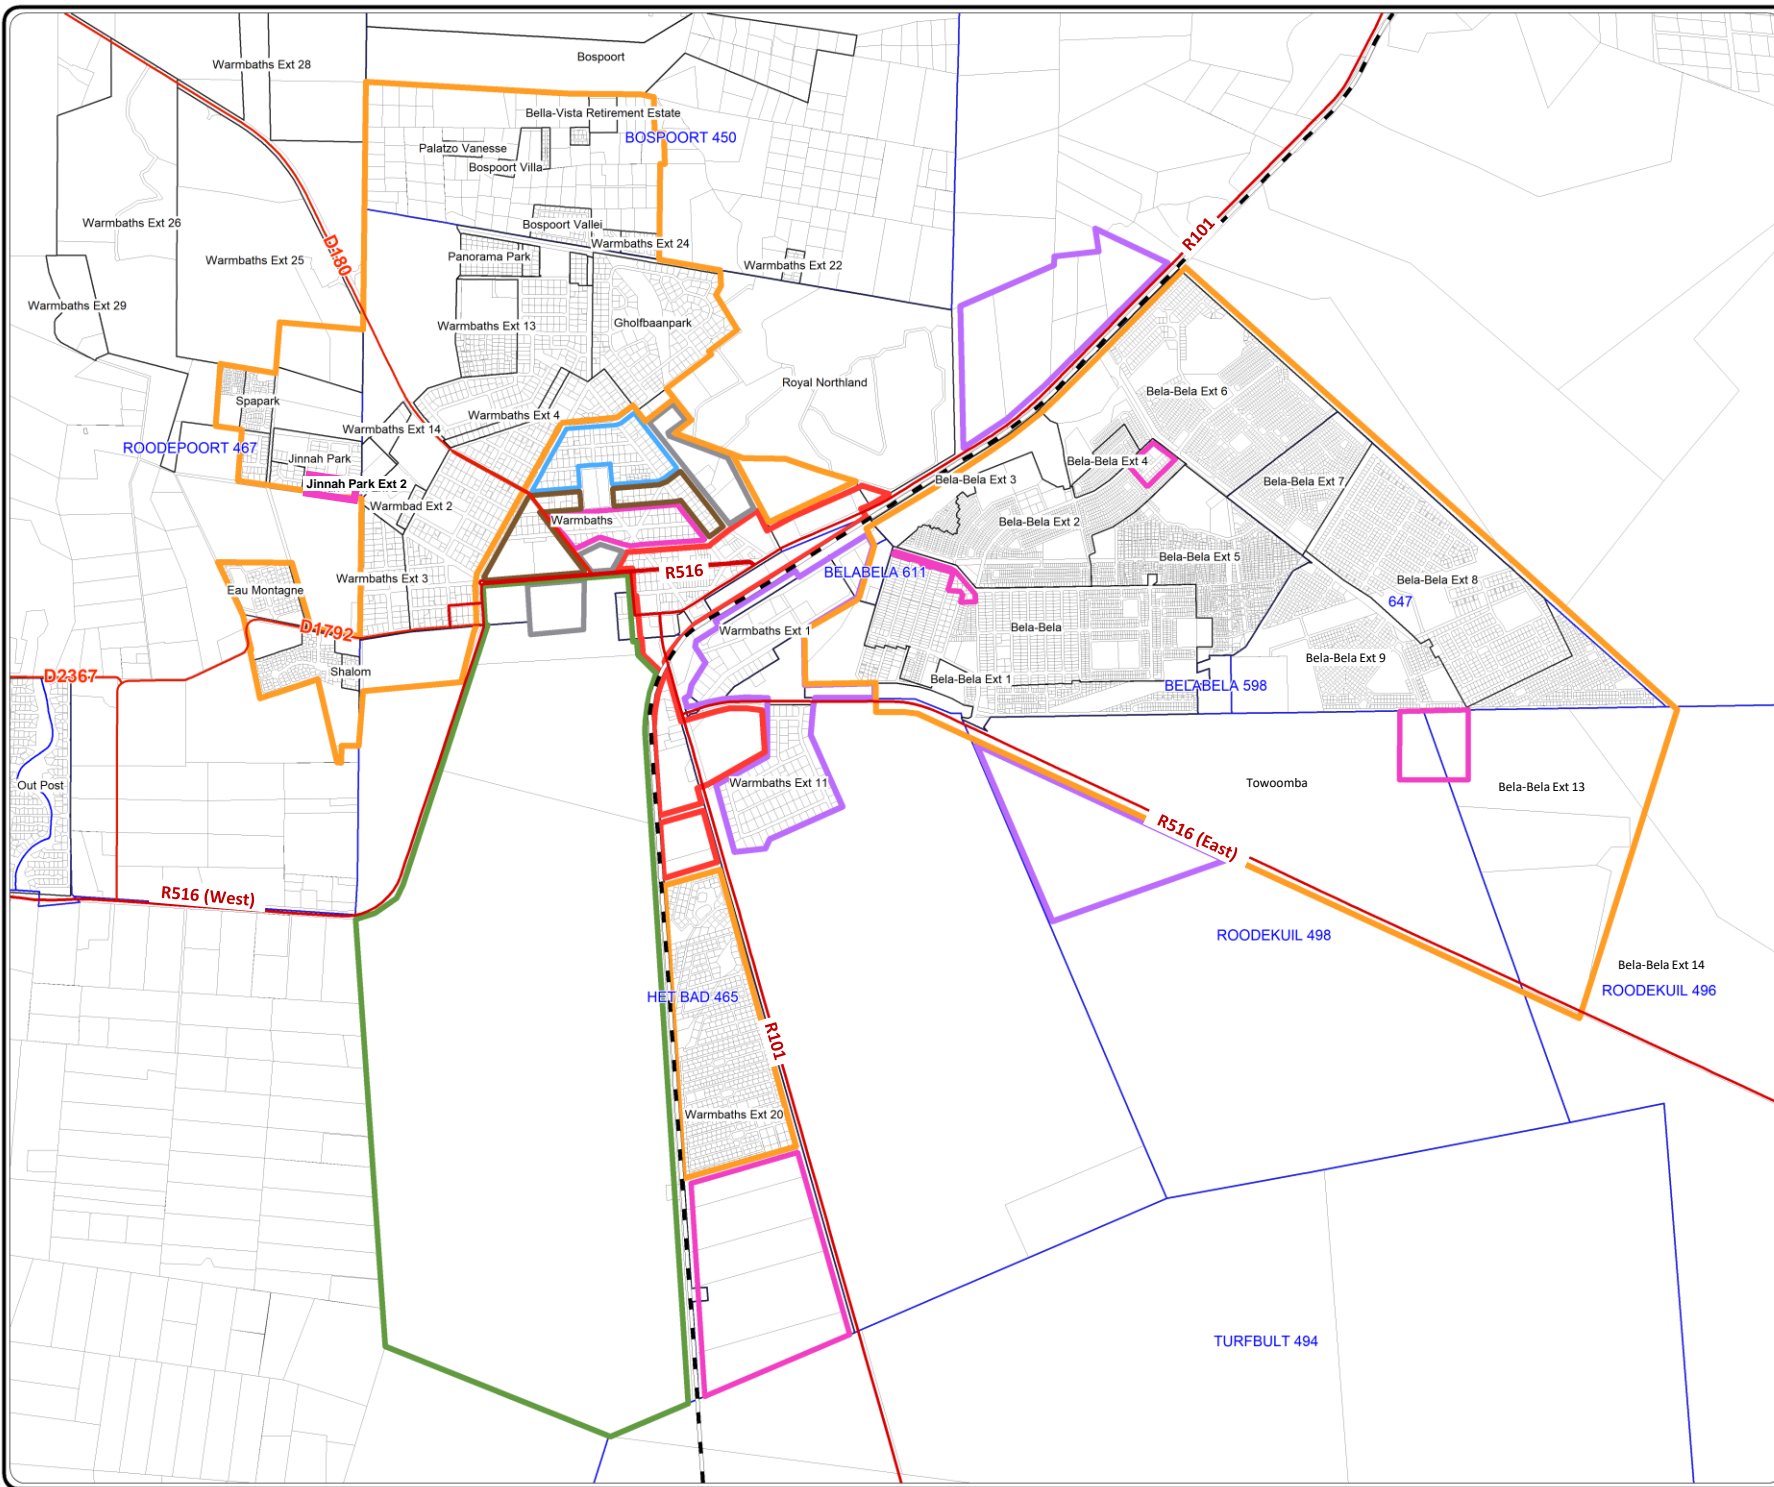 Bospoort
Warmbaths Ext 28
Bella-Vista Retirement Estate
BOSPOORT 450
Palatzo Vanesse
Bospoort Villa
Warmbaths Ext 26
Bospoort Vallei
R101
Warmbaths Ext 24
D180
Warmbaths Ext 25
Panorama Park
Warmbaths Ext 22
Warmbaths Ext 29
Warmbaths Ext 13
Gholfbaanpark
Royal Northland
Bela-Bela Ext 6
Spapark
Warmbaths Ext 4
Warmbaths Ext 14
ROODEPOORT 467
Jinnah Park
Bela-Bela Ext 4
Jinnah Park Ext 2
Bela-Bela Ext 3
Bela-Bela Ext 7
Warmbad Ext 2
Warmbaths
Bela-Bela Ext 2
Bela-Bela Ext 5
R516
BELABELA 611
Warmbaths Ext 3
Bela-Bela Ext 8
Eau Montagne
647
D1792
Warmbaths Ext 1
Bela-Bela
Bela-Bela Ext 9
Shalom
D2367
Bela-Bela Ext 1
BELABELA 598
Out Post
Warmbaths Ext 11
Towoomba
Bela-Bela Ext 13
R516 (East)
R516 (West)
ROODEKUIL 498
Bela-Bela Ext 14
ROODEKUIL 496
HET BAD 465
R101
Warmbaths Ext 20
TURFBULT 494